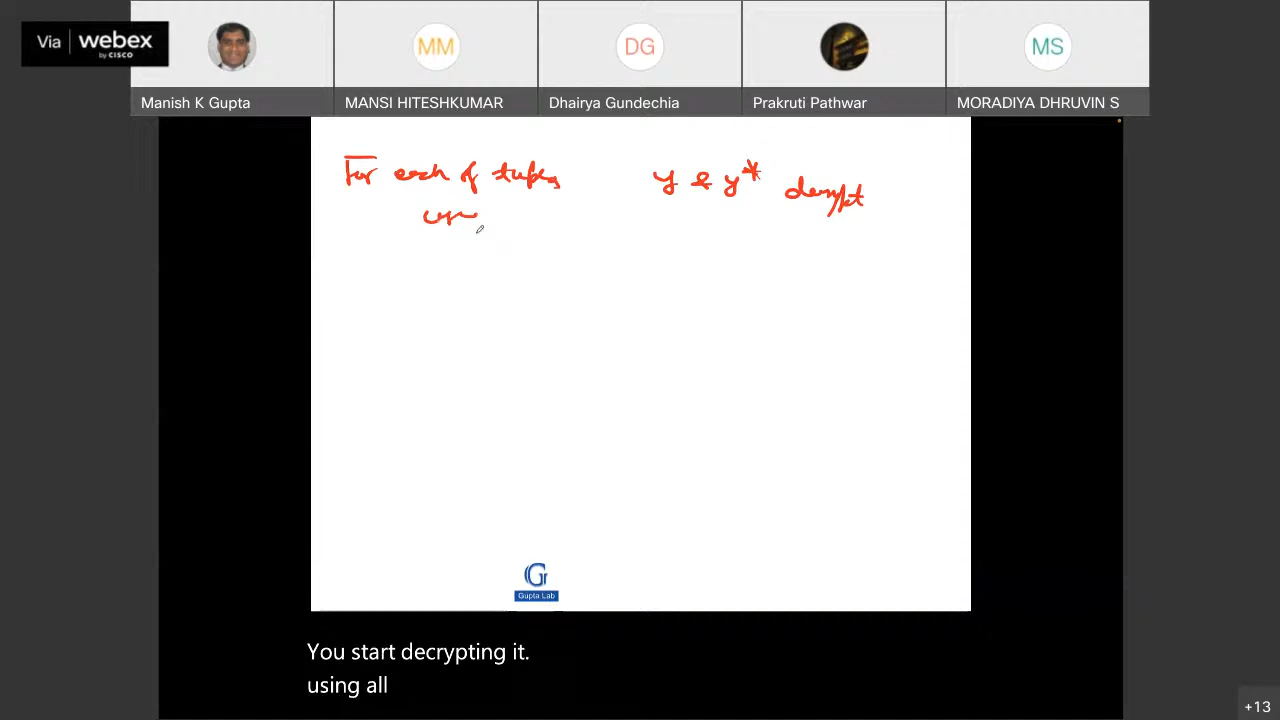 Via webex
by CISCO
MM
DG
MS
Manish K Gupta
MANSI HITESHKUMAR
Dhairya Gundechia
Prakruti Pathwar
MORADIYA DHRUVIN S
For each of tuples y & y* decrypt
G
Gupta Lab
You start decrypting it.
using all
+13